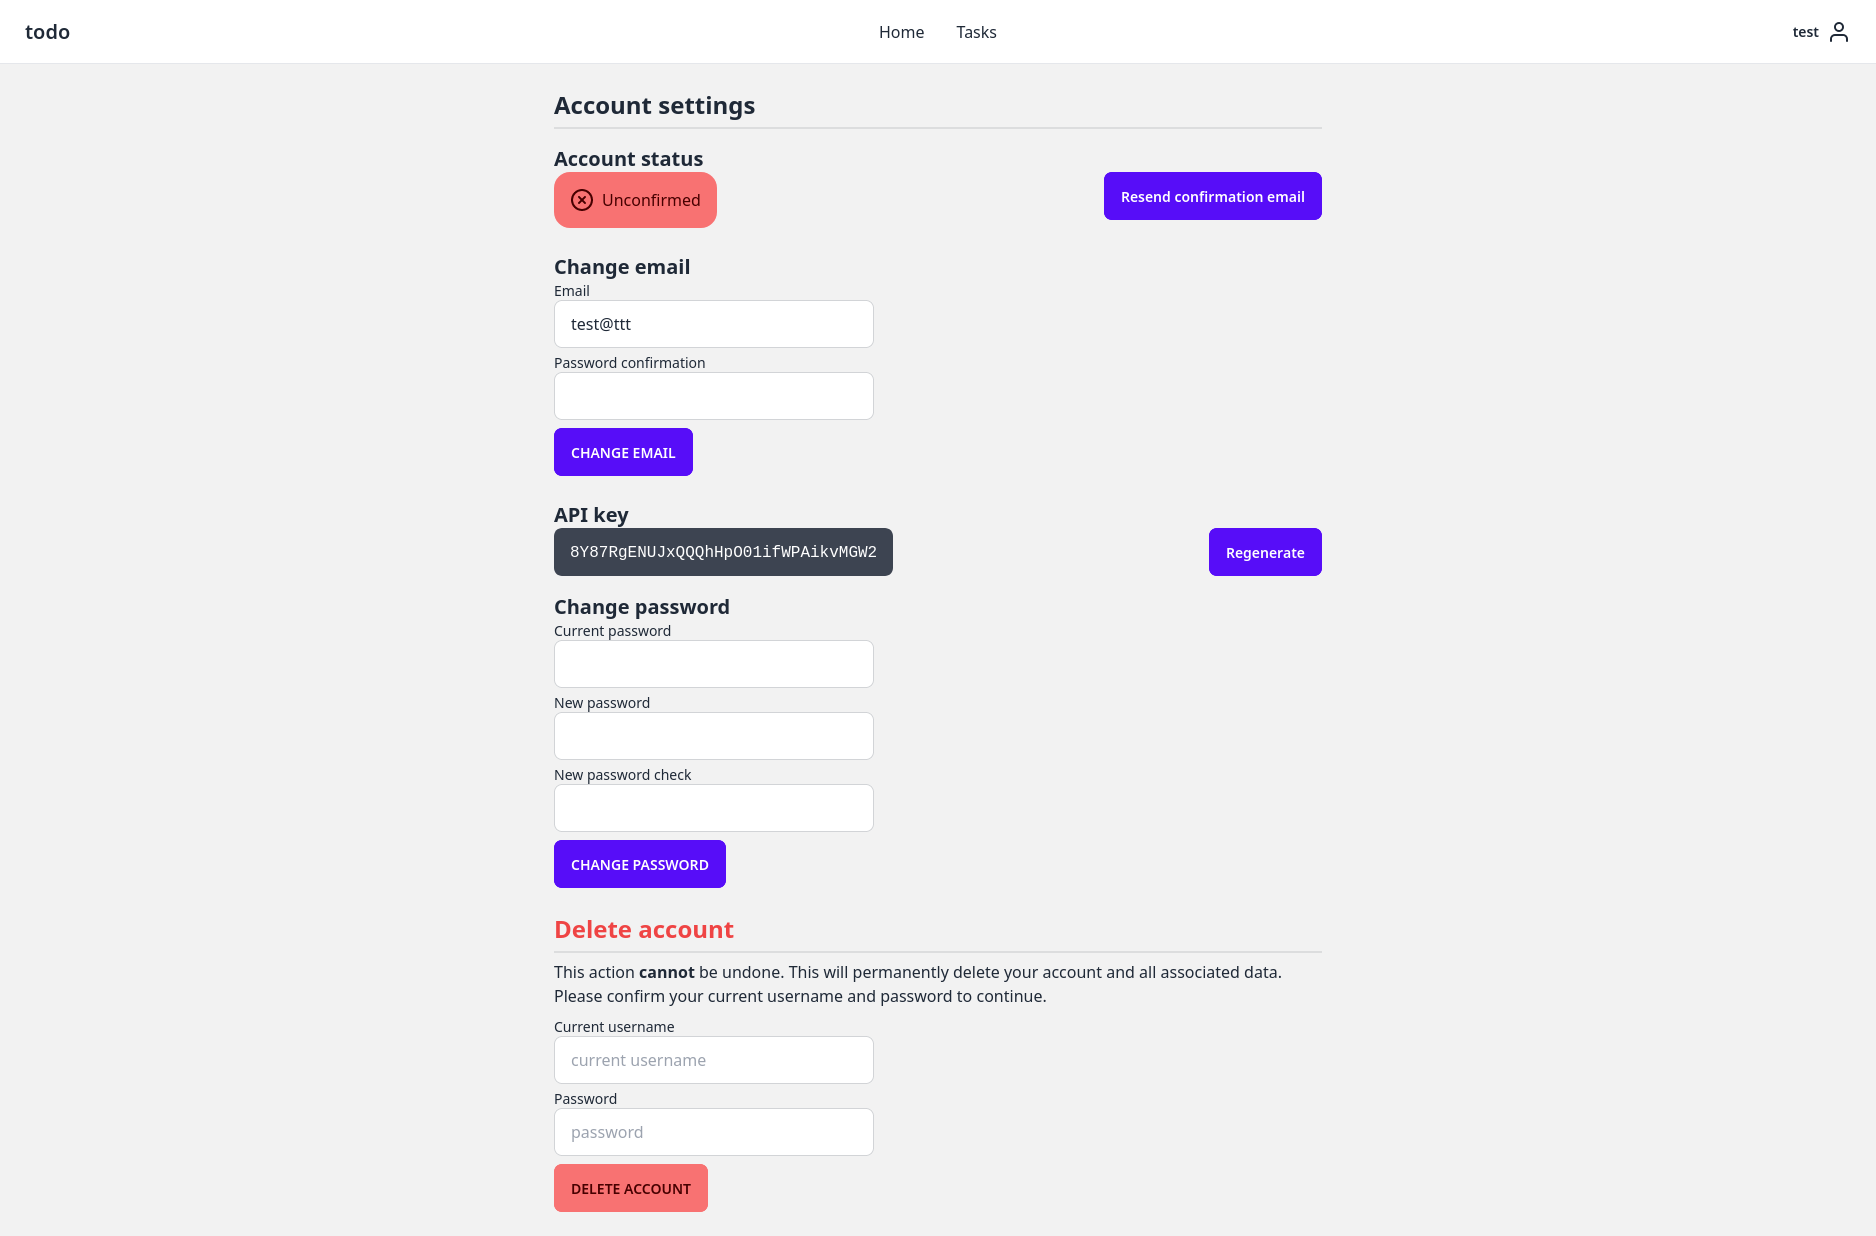 todo
Home
Tasks
test
Account settings
Account status
Unconfirmed
Resend confirmation email
Change email
Email
test@ttt
Password confirmation
CHANGE EMAIL
API key
8Y87RgENUJxQQQhHpO01ifWPAikvMGW2
Regenerate
Change password
Current password
New password
New password check
CHANGE PASSWORD
Delete account
This action cannot be undone. This will permanently delete your account and all associated data.
Please confirm your current username and password to continue.
Current username
current username
Password
password
DELETE ACCOUNT